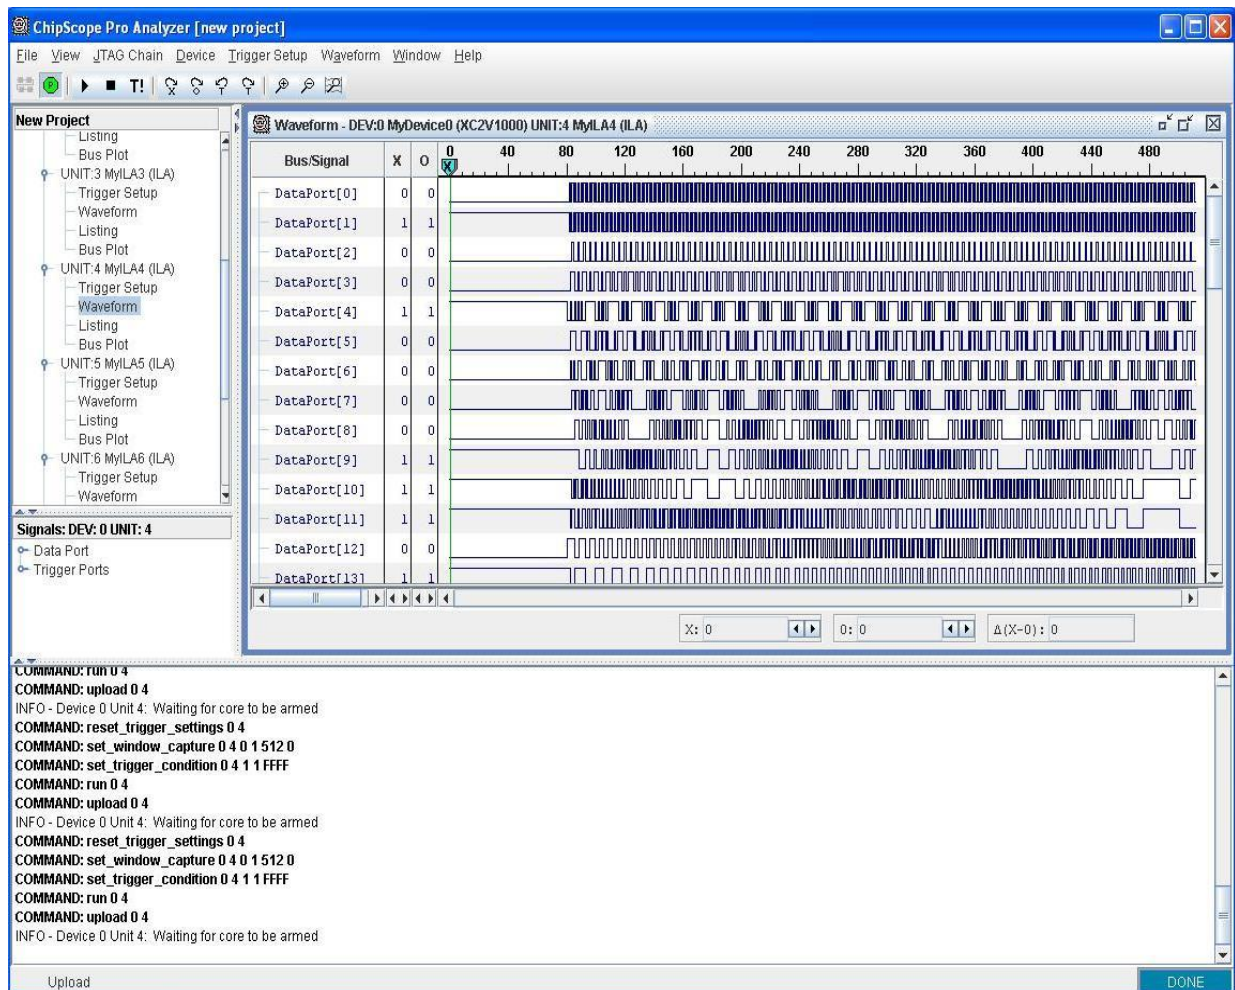 ChipScope Pro Analyzer [new project]
File View JTAG Chain Device Trigger Setup Waveform Window Help
T!
New Project
Listing
Bus Plot
UNIT:3 MyILA3 (ILA)
Trigger Setup
Waveform
Listing
Bus Plot
UNIT:4 MyILA4 (ILA)
Trigger Setup
Waveform
Listing
Bus Plot
UNIT:5 MyILA5 (ILA)
Trigger Setup
Waveform
Listing
Bus Plot
UNIT:6 MyILA6 (ILA)
Trigger Setup
Waveform
Signals: DEV: 0 UNIT: 4
Data Port
Trigger Ports
Waveform - DEV:0 MyDevice0 (XC2V1000) UNIT:4 MyILA4 (ILA)
Bus/Signal X O 0 40 80 120 160 200 240 280 320 360 400 440 480
X
DataPort[0] 0 0
DataPort[1] 1 1
DataPort[2] 0 0
DataPort[3] 0 0
DataPort[4] 1 1
DataPort[5] 0 0
DataPort[6] 0 0
DataPort[7] 0 0
DataPort[8] 0 0
DataPort[9] 1 1
DataPort[10] 1 1
DataPort[11] 1 1
DataPort[12] 0 0
DataPort[13] 1 1
X: 0 O: 0 Δ(X-O): 0
COMMAND: run 0 4
COMMAND: upload 0 4
INFO - Device 0 Unit 4: Waiting for core to be armed
COMMAND: reset_trigger_settings 0 4
COMMAND: set_window_capture 0 4 0 1 512 0
COMMAND: set_trigger_condition 0 4 1 1 FFFF
COMMAND: run 0 4
COMMAND: upload 0 4
INFO - Device 0 Unit 4: Waiting for core to be armed
COMMAND: reset_trigger_settings 0 4
COMMAND: set_window_capture 0 4 0 1 512 0
COMMAND: set_trigger_condition 0 4 1 1 FFFF
COMMAND: run 0 4
COMMAND: upload 0 4
INFO - Device 0 Unit 4: Waiting for core to be armed
Upload DONE